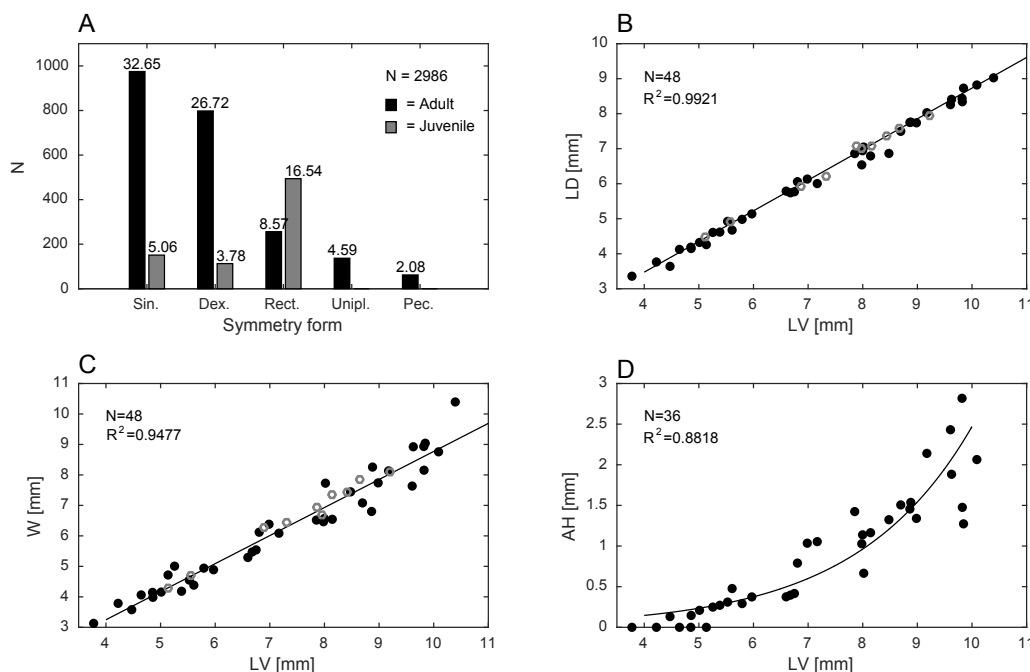 A
1000
800
600
400
200
0
N
32.65
5.06
26.72
3.78
8.57
16.54
4.59
2.08
N = 2986
= Adult
= Juvenile
Sin. Dex. Rect. Unipl. Pec.
Symmetry form
B
10
9
8
7
6
5
4
3
LD [mm]
N=48
R²=0.9921
4 5 6 7 8 9 10 11
LV [mm]
C
11
10
9
8
7
6
5
4
3
W [mm]
N=48
R²=0.9477
4 5 6 7 8 9 10 11
LV [mm]
D
3
2.5
2
1.5
1
0.5
0
AH [mm]
N=36
R²=0.8818
4 5 6 7 8 9 10 11
LV [mm]